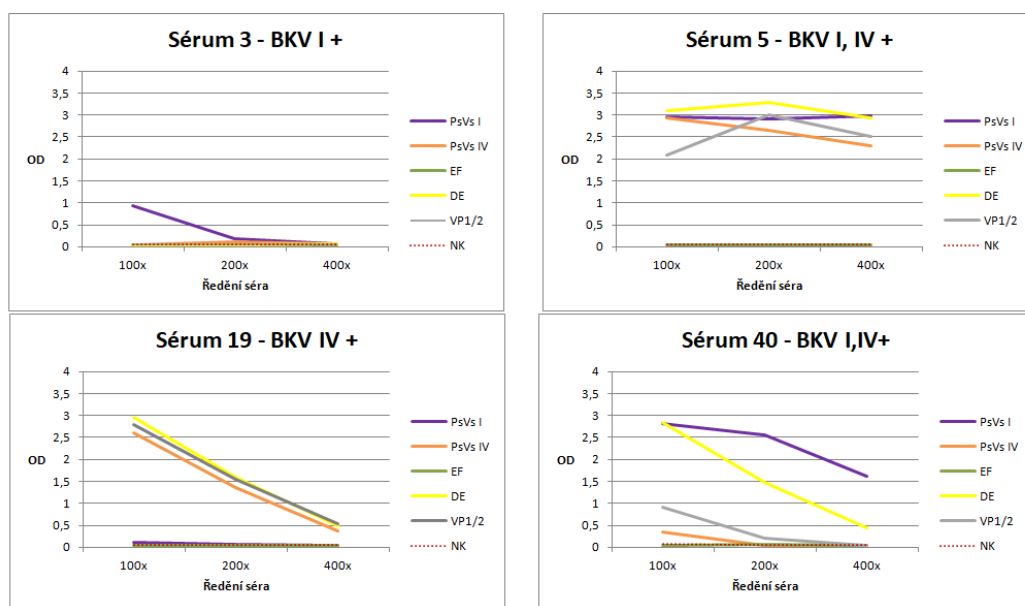 Sérum 3 - BKV I +
4
3,5
3
2,5
OD
2
1,5
1
0,5
0
100x
200x
400x
Ředění séra
PsVs I
PsVs IV
EF
DE
VP1/2
NK
Sérum 5 - BKV I, IV +
4
3,5
3
2,5
OD
2
1,5
1
0,5
0
100x
200x
400x
Ředění séra
PsVs I
PsVs IV
EF
DE
VP1/2
NK
Sérum 19 - BKV IV +
4
3,5
3
2,5
OD
2
1,5
1
0,5
0
100x
200x
400x
Ředění séra
PsVs I
PsVs IV
EF
DE
VP1/2
NK
Sérum 40 - BKV I,IV+
4
3,5
3
2,5
OD
2
1,5
1
0,5
0
100x
200x
400x
Ředění séra
PsVs I
PsVs IV
EF
DE
VP1/2
NK